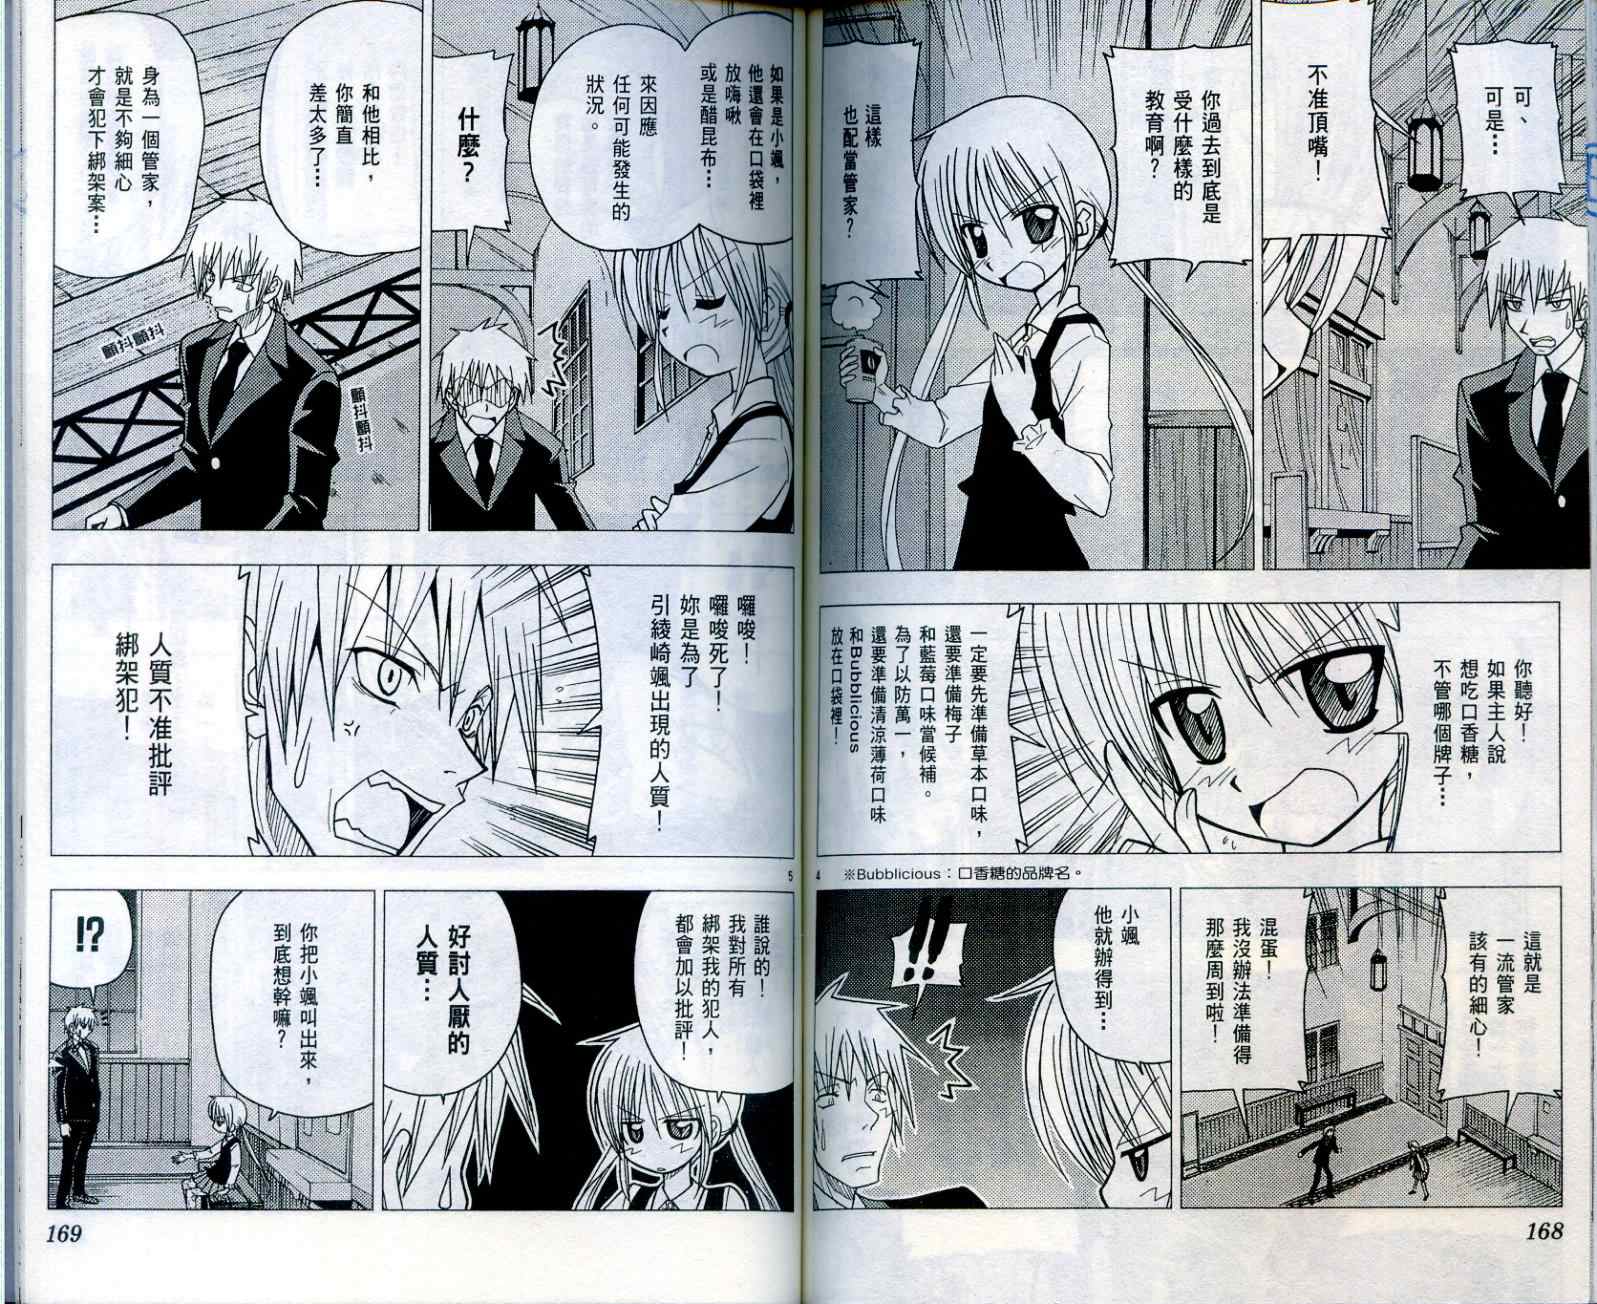 可、
可是⋯
不准頂嘴！
你過去到底是
受什麼樣的
教育啊？
這樣
也配當管家？
你聽好！
如果主人說
想吃口香糖，
不管哪個牌子⋯
一定要先準備草本口味，
還要準備梅子
和藍莓口味當候補。
為了以防萬一，
還要準備清涼薄荷口味
和Bubblicious
放在口袋裡！
※Bubblicious：口香糖的品牌名。
4
這就是
一流管家
該有的細心！
混蛋！
我沒辦法準備得
那麼周到啦！
小颯
他就辦得到⋯
!!
168
如果是小颯，
他還會在口袋裡
放嗨啾
或是醋昆布⋯
來因應
任何可能發生的
狀況。
什麼？
和他相比，
你簡直
差太多了⋯
身為一個管家，
就是不夠細心
才會犯下綁架案⋯
顫抖顫抖
顫抖顫抖
囉唆！
囉唆死了！
妳是為了
引綾崎颯出現的人質！
人質不准批評
綁架犯！
5
誰說的！
我對所有
綁架我的犯人，
都會加以批評！
好討人厭的
人質⋯
你把小颯叫出來，
到底想幹嘛？
!?
169